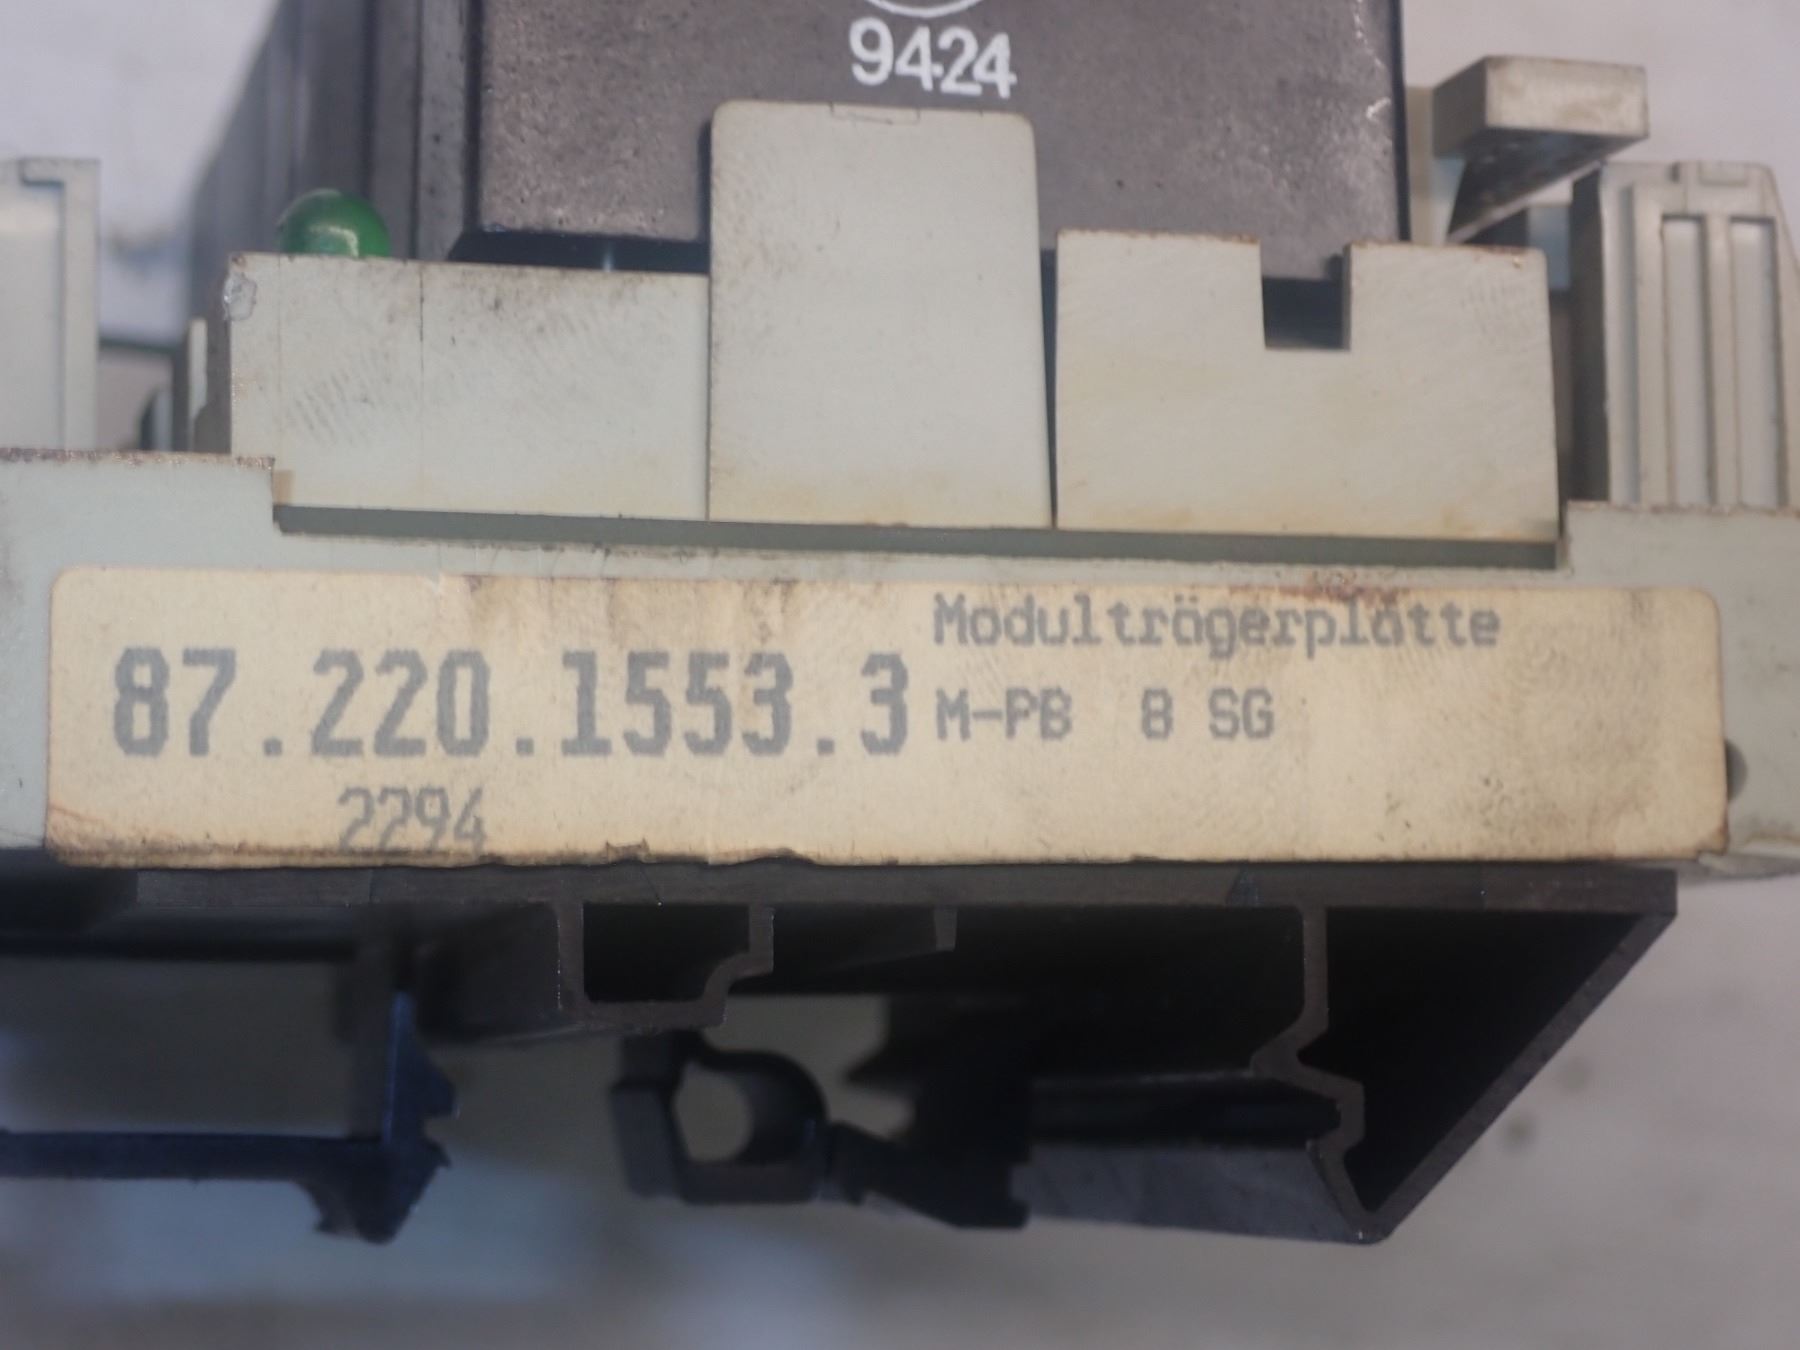 9424
Modulträgerplatte
87.220.1553.3 M-PB 8 SG
2294